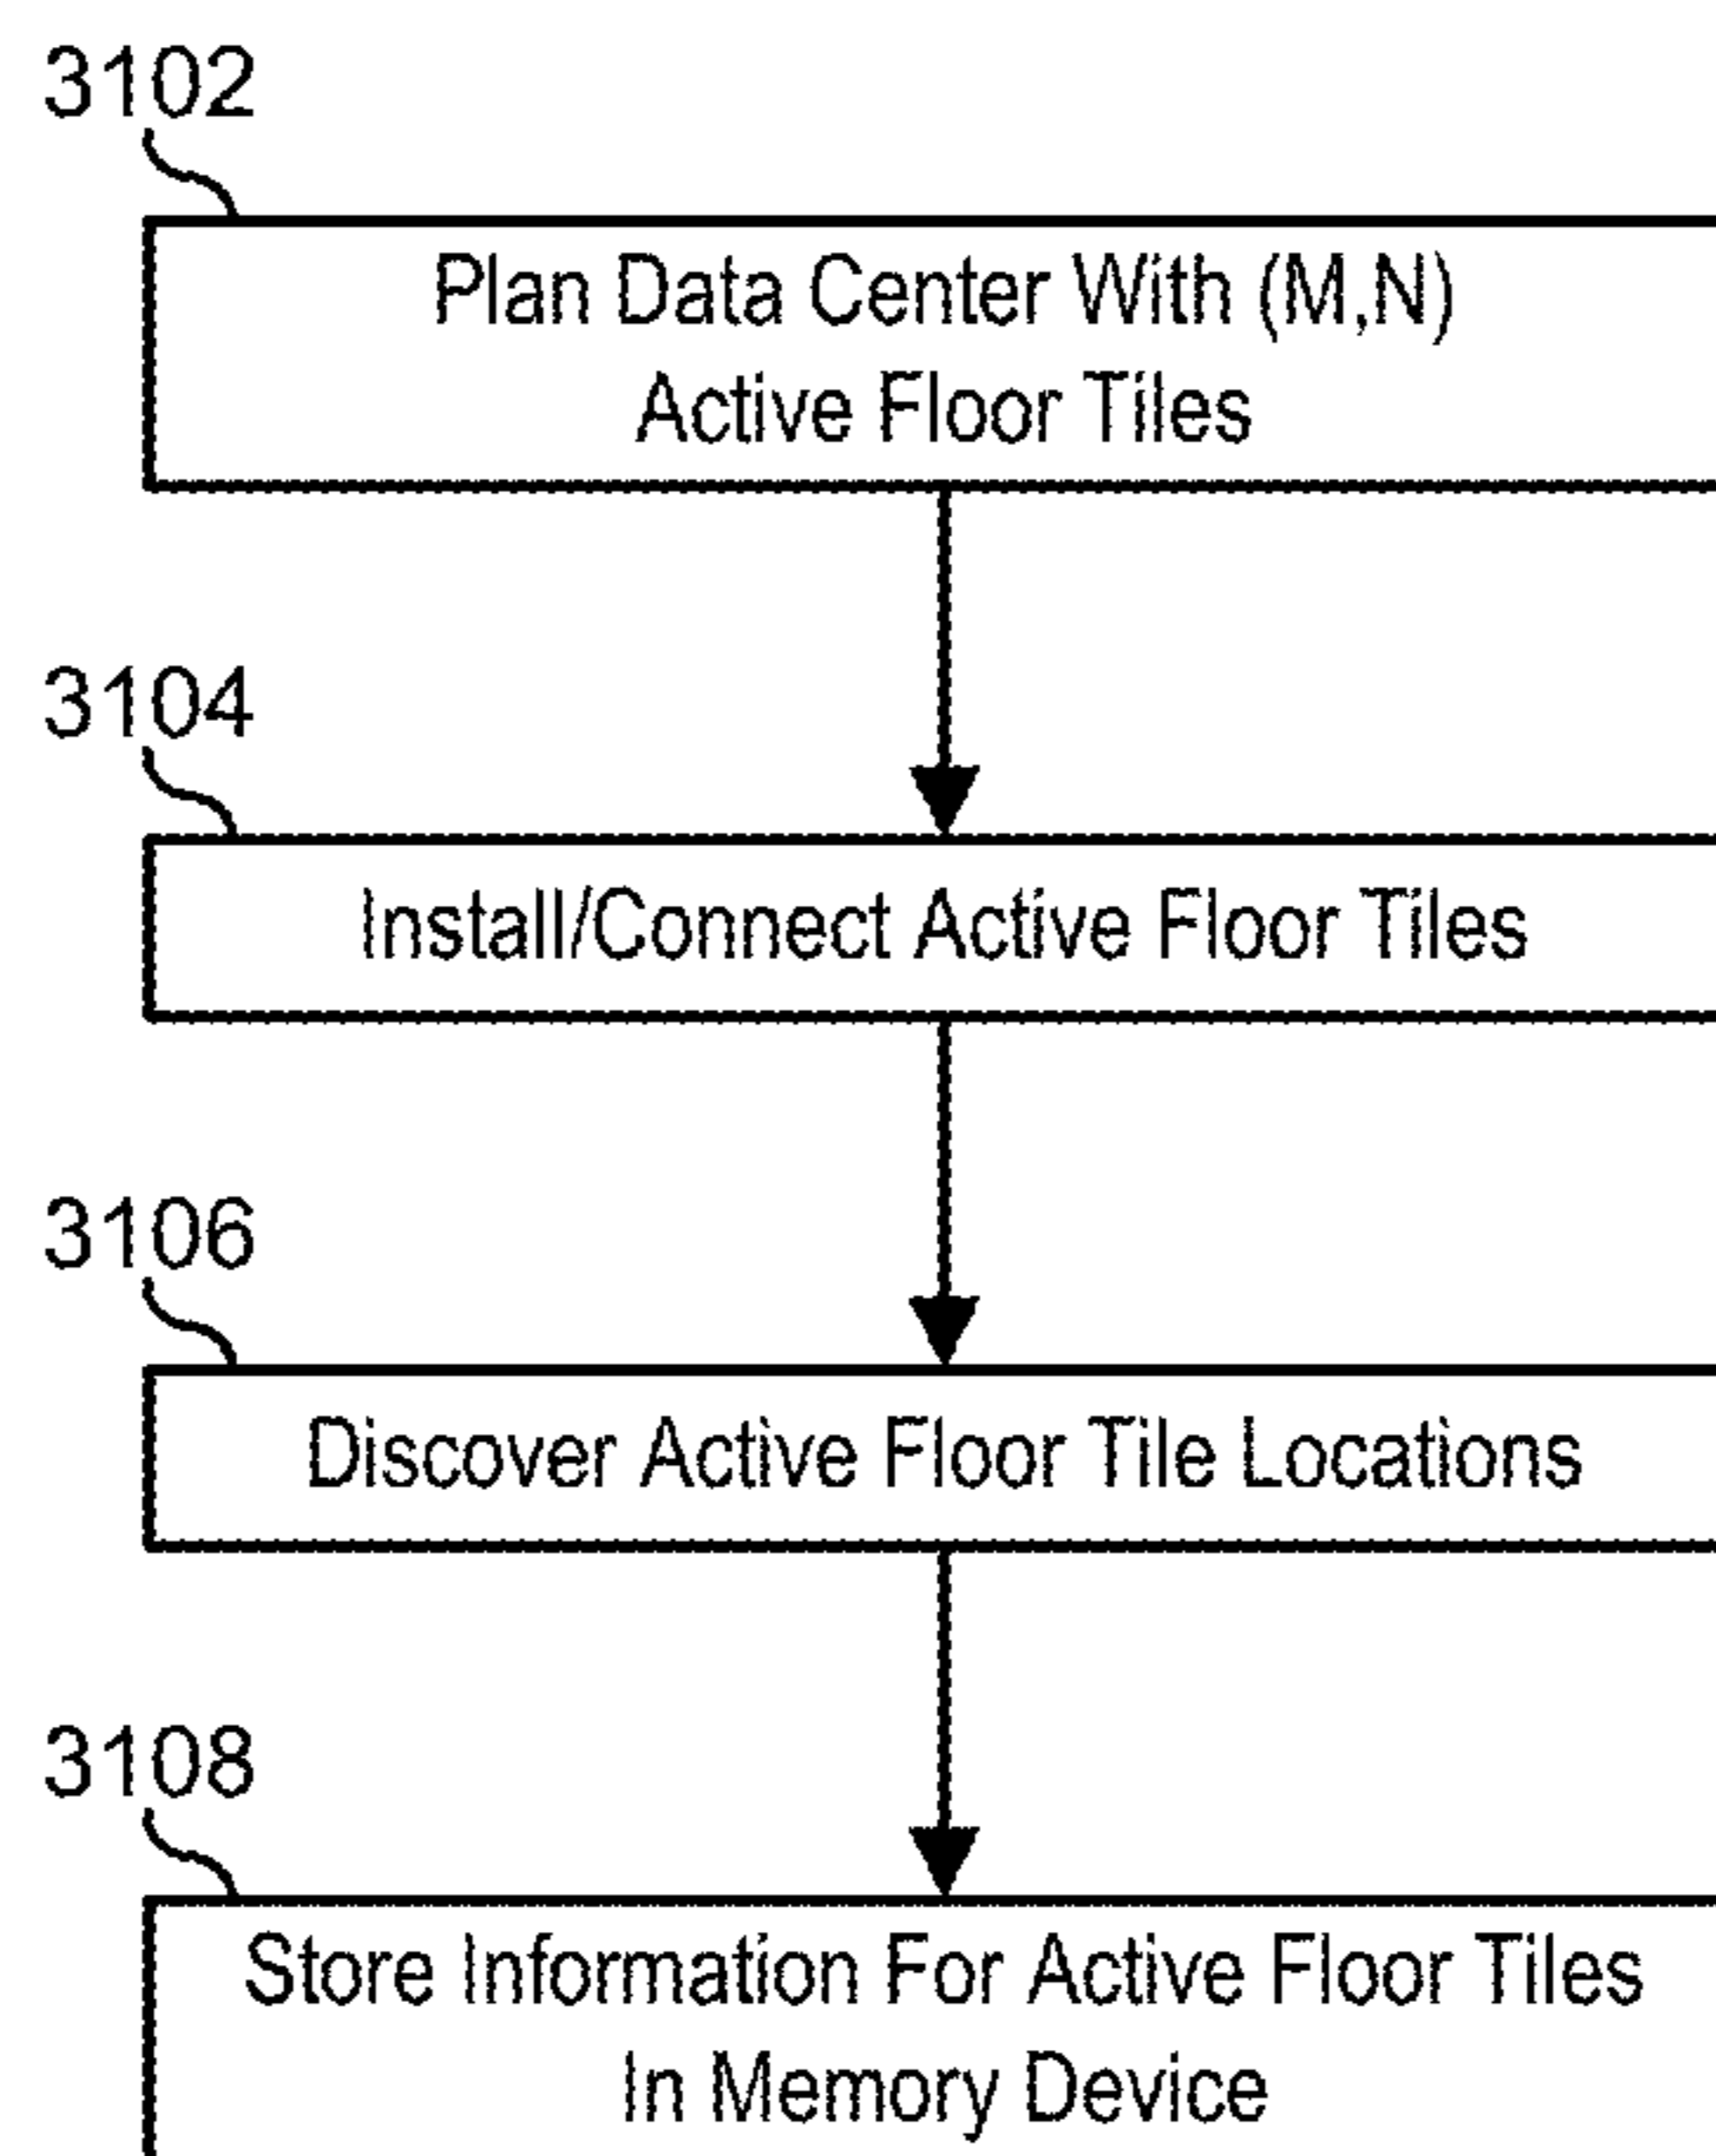 3102
Plan Data Center With (M,N)
Active Floor Tiles
3104
Install/Connect Active Floor Tiles
3106
Discover Active Floor Tile Locations
3108
Store Information For Active Floor Tiles
In Memory Device